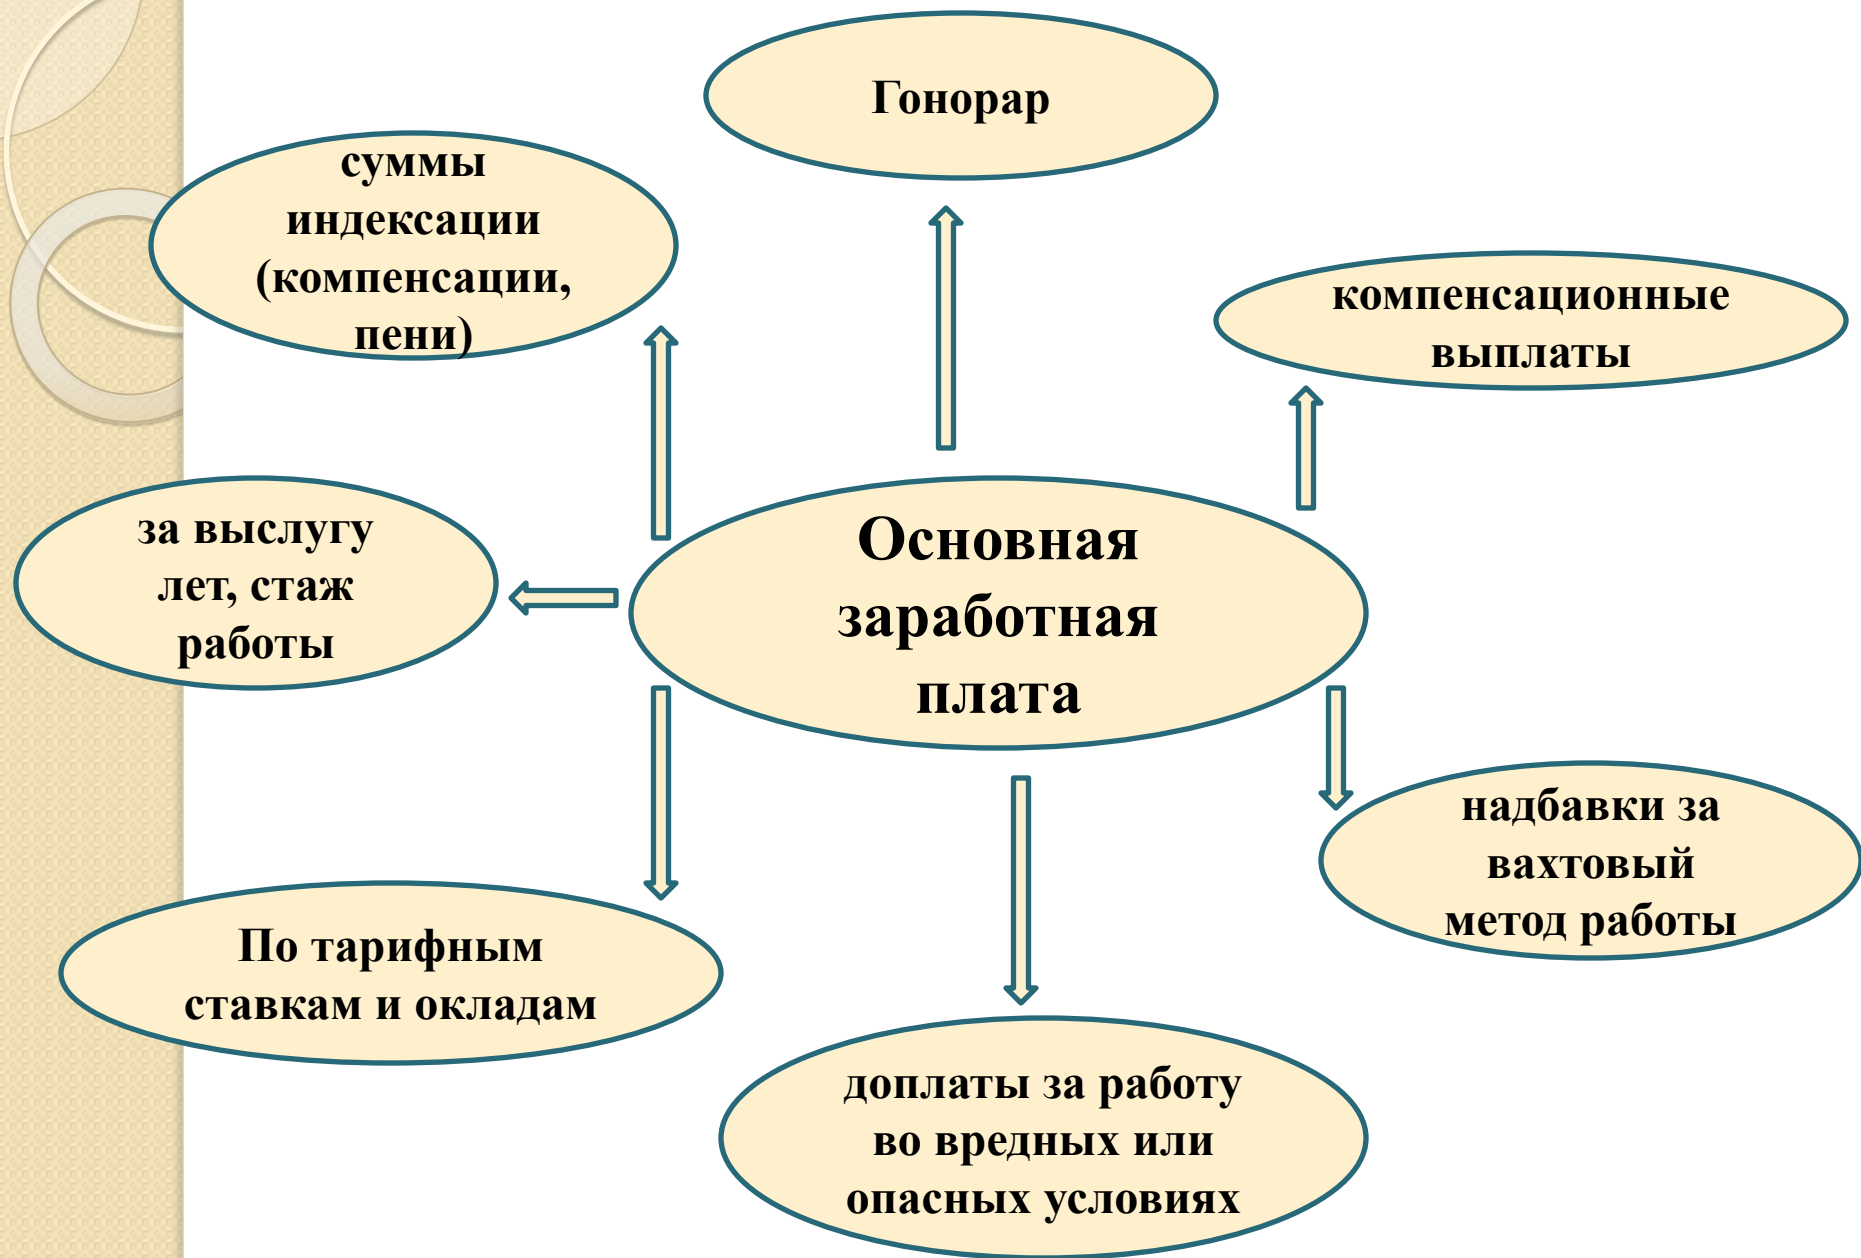 Гонорар
суммы
индексации
(компенсации,
пени)
компенсационные
выплаты
за выслугу
лет, стаж
работы
Основная
заработная
плата
надбавки за
вахтовый
метод работы
По тарифным
ставкам и окладам
доплаты за работу
во вредных или
опасных условиях